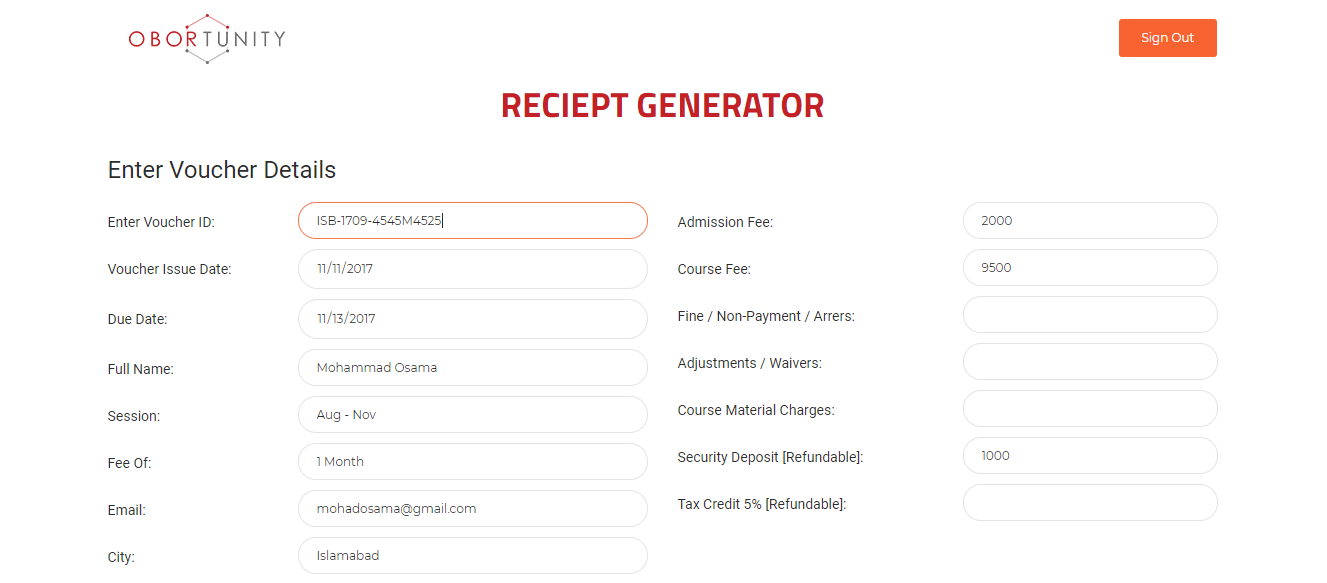 OBORTUNITY
Sign Out
RECIEPT GENERATOR
Enter Voucher Details
Enter Voucher ID: ISB-1709-4545M4525
Voucher Issue Date: 11/11/2017
Due Date: 11/13/2017
Full Name: Mohammad Osama
Session: Aug - Nov
Fee Of: 1 Month
Email: mohadosama@gmail.com
City: Islamabad
Admission Fee: 2000
Course Fee: 9500
Fine / Non-Payment / Arrers:
Adjustments / Waivers:
Course Material Charges:
Security Deposit [Refundable]: 1000
Tax Credit 5% [Refundable]: